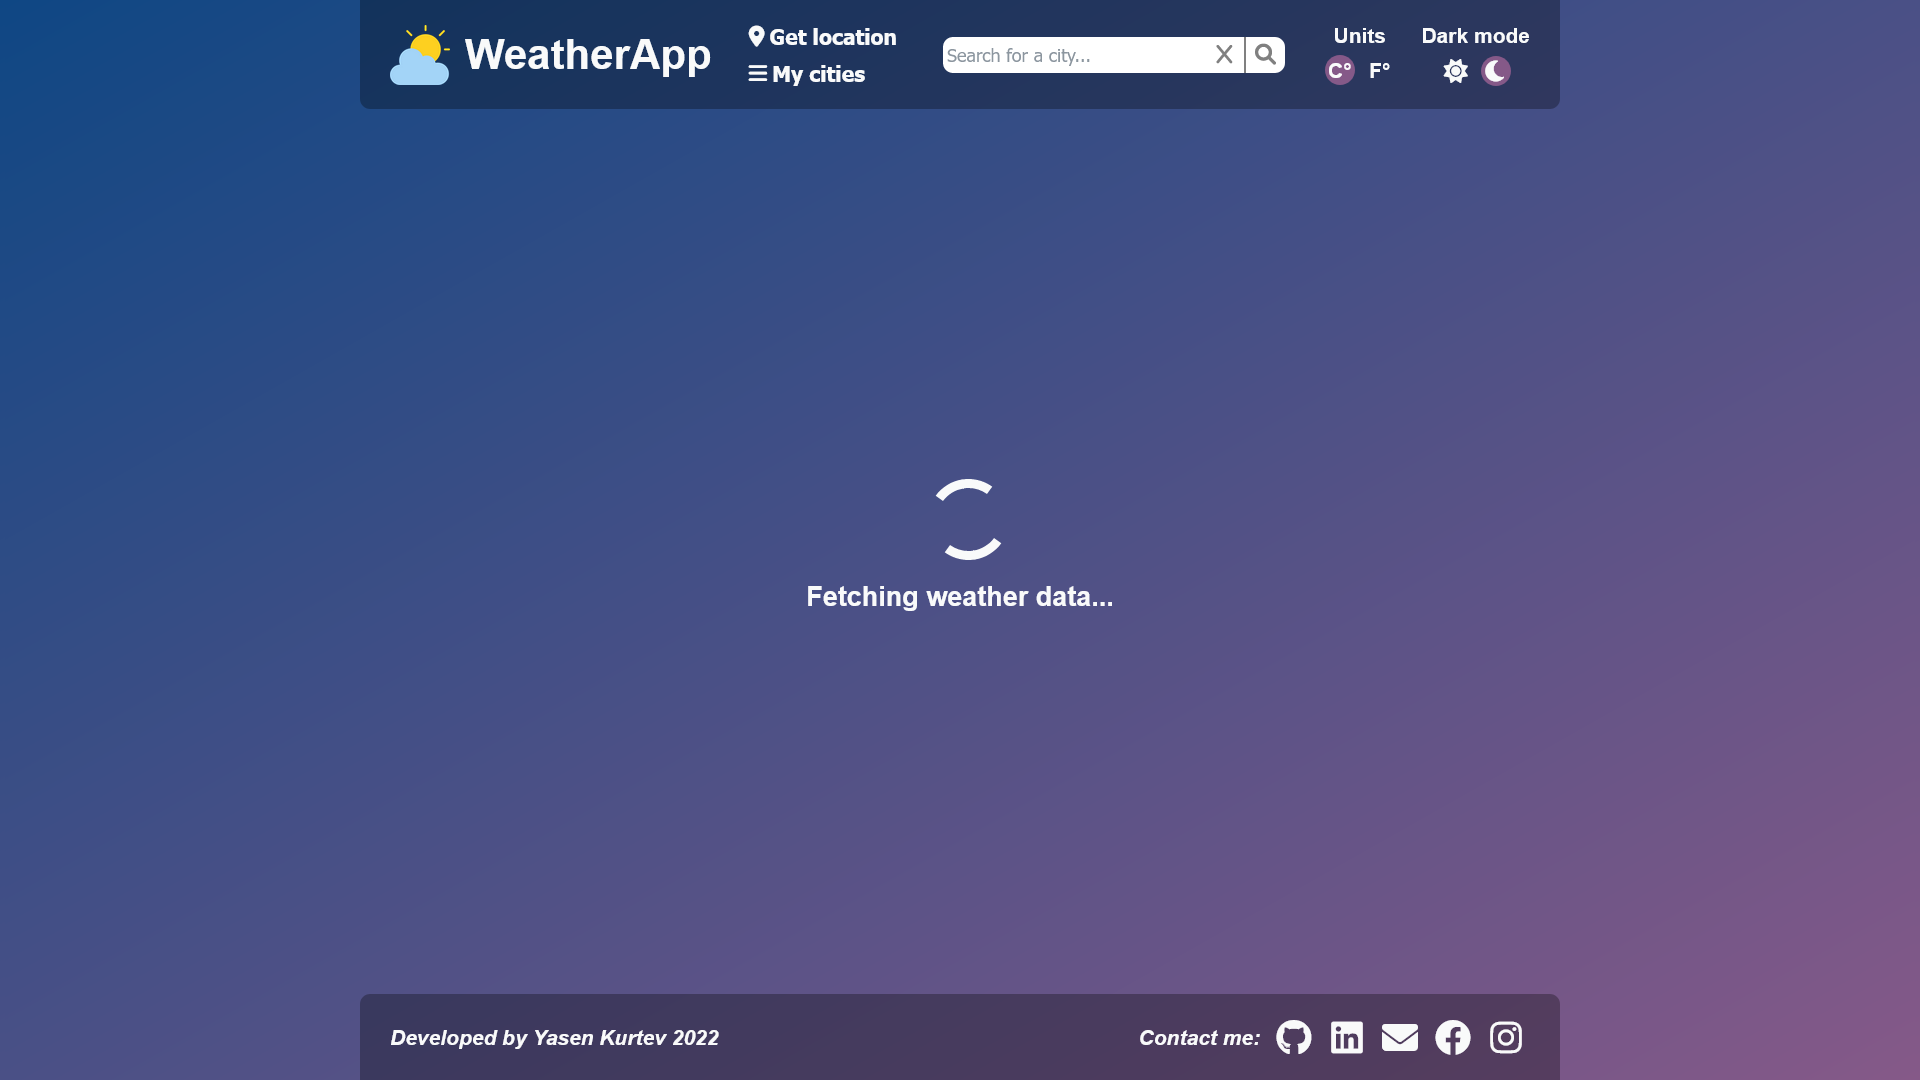 WeatherApp
Get location
My cities
Search for a city...
Units
C° F°
Dark mode
Fetching weather data...
Developed by Yasen Kurtev 2022
Contact me: